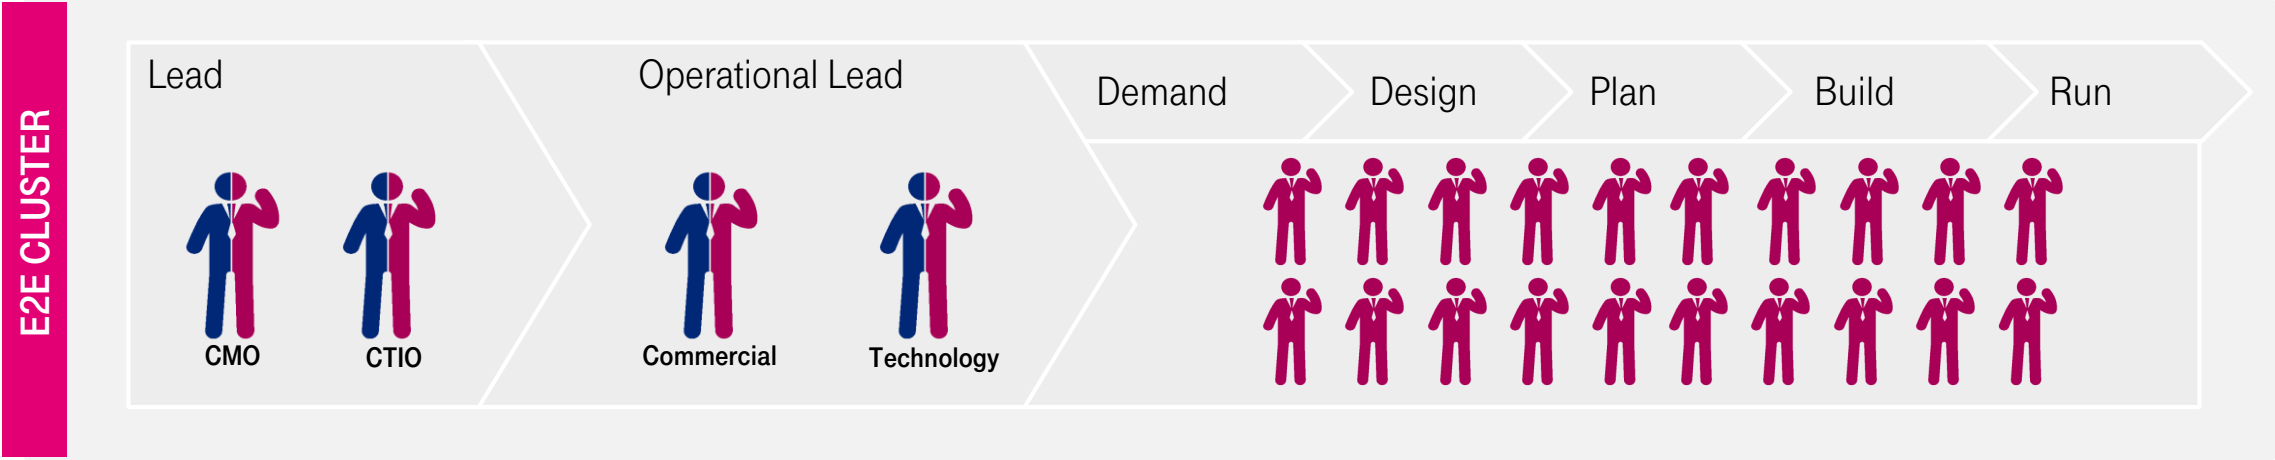 E2E CLUSTER
Lead
Operational Lead
Demand
Design
Plan
Build
Run
CMO
CTIO
Commercial
Technology